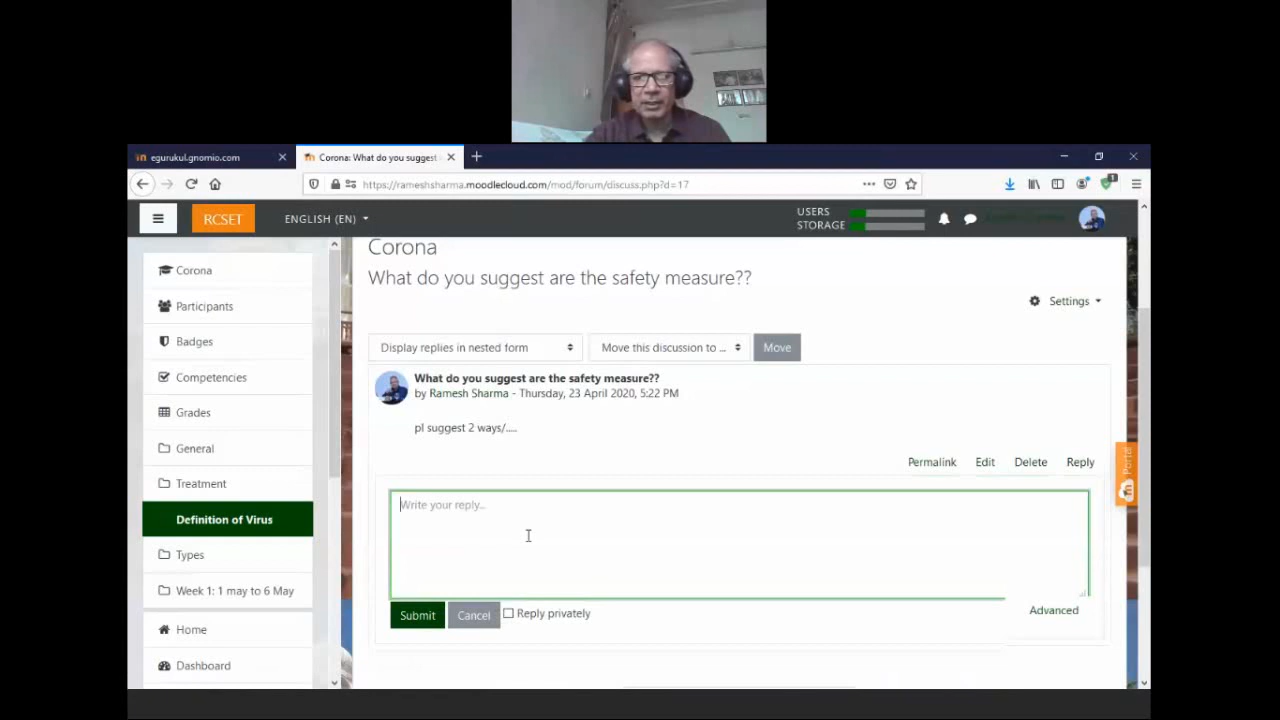 egurukul.gnomio.com
Corona: What do you suggest
https://rameshsharma.moodlecloud.com/mod/forum/discuss.php?d=17
1
RCSET
ENGLISH (EN)
USERS
STORAGE
Corona
Participants
Badges
Competencies
Grades
General
Treatment
Definition of Virus
Types
Week 1: 1 may to 6 May
Home
Dashboard
Corona
What do you suggest are the safety measure??
Settings
Display replies in nested form
Move this discussion to ...
Move
What do you suggest are the safety measure??
by Ramesh Sharma - Thursday, 23 April 2020, 5:22 PM
pl suggest 2 ways/.....
Permalink Edit Delete Reply
Write your reply...
Submit Cancel Reply privately
Advanced
Portal